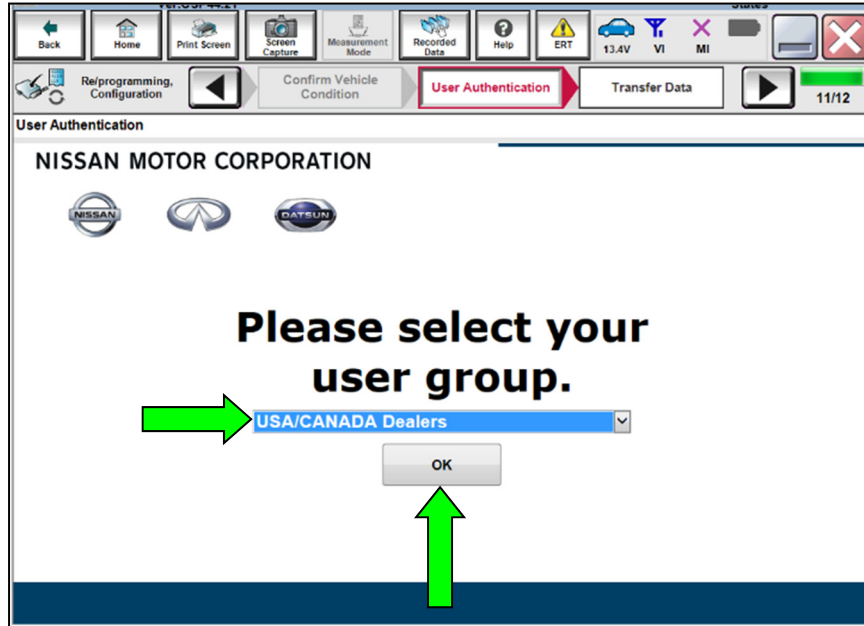 Back
Home
Print Screen
Screen
Capture
Measurement
Mode
Recorded
Data
Help
ERT
13.4V
VI
MI
Re/programming,
Configuration
Confirm Vehicle
Condition
User Authentication
Transfer Data
11/12
User Authentication
NISSAN MOTOR CORPORATION
NISSAN
DATSUN
Please select your
user group.
USA/CANADA Dealers
OK